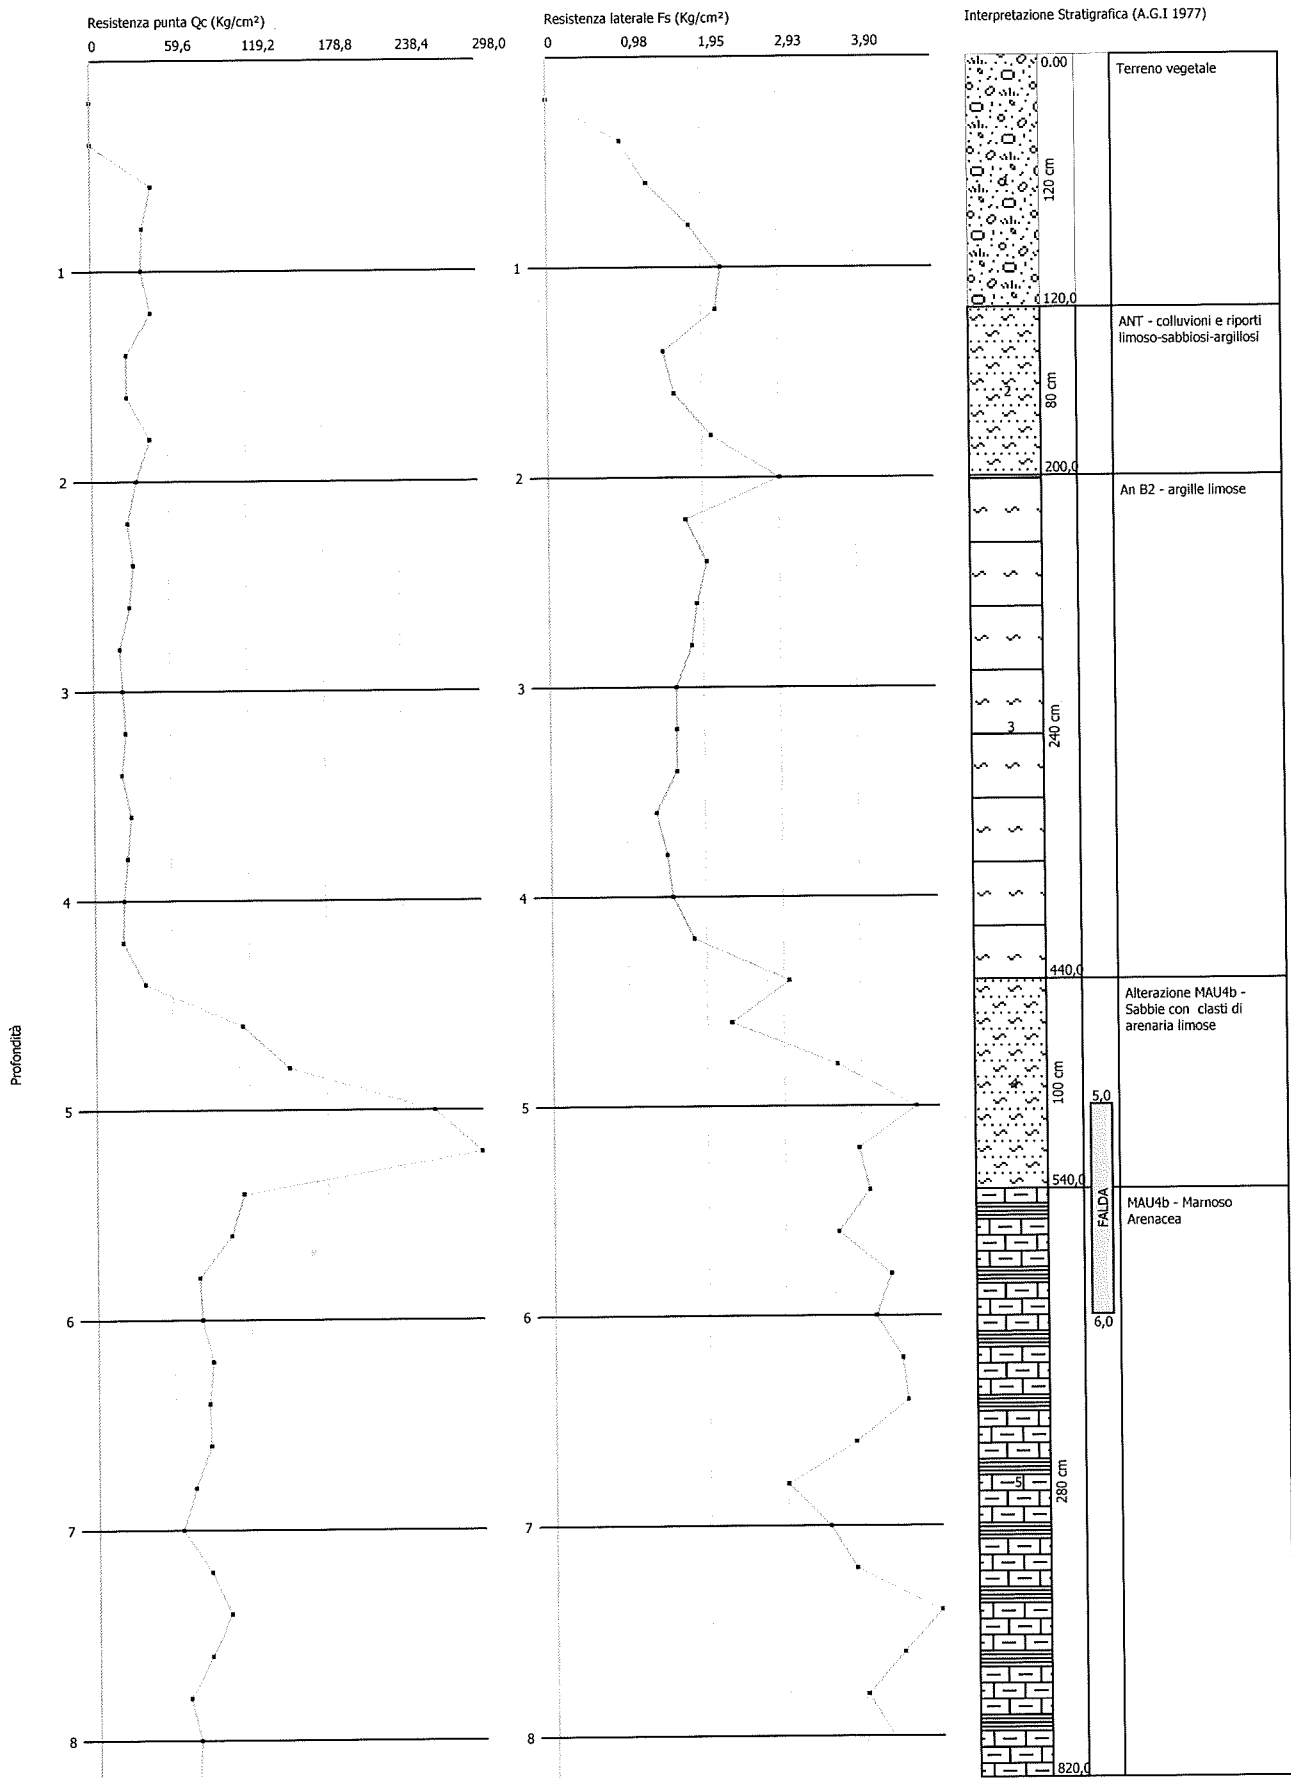 Resistenza punta Qc (Kg/cm²)
0 59,6 119,2 178,8 238,4 298,0
Resistenza laterale Fs (Kg/cm²)
0 0,98 1,95 2,93 3,90
Interpretazione Stratigrafica (A.G.I 1977)
Profondità
1
2
3
4
5
6
7
8
1
2
3
4
5
6
7
8
0.00
1
120 cm
120,0
Terreno vegetale
2
80 cm
200,0
ANT - colluvioni e riporti
limoso-sabbiosi-argillosi
3
240 cm
440,0
An B2 - argille limose
4
100 cm
540,0
Alterazione MAU4b -
Sabbie con clasti di
arenaria limose
5,0
FALDA
6,0
5
280 cm
820,0
MAU4b - Marnoso
Arenacea